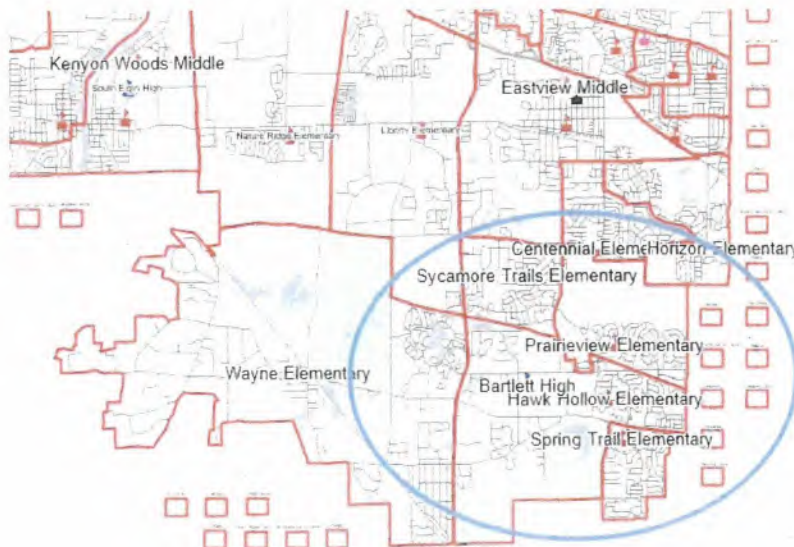 Kenyon Woods Middle
South Elgin High
Eastview Middle
Nature Ridge Elementary
Liberty Elementary
Centennial Eleme
Horizon Elementary
Sycamore Trails Elementary
Prairieview Elementary
Wayne Elementary
Bartlett High
Hawk Hollow Elementary
Spring Trail Elementary